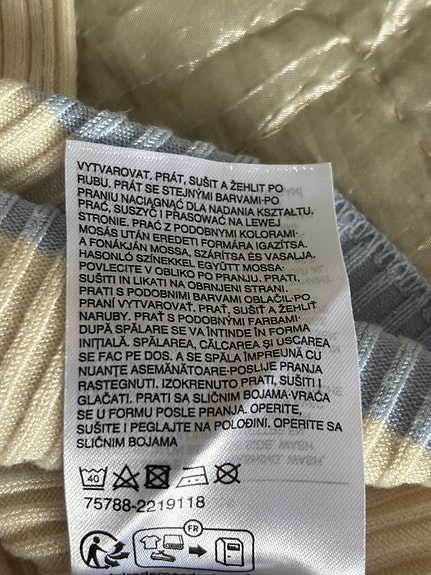 VYTVAROVAT. PRÁT, SUŠIT A ŽEHLIT PO
RUBU. PRÁT SE STEJNÝMI BARVAMI·PO
PRANIU NACIĄGNĄĆ DLA NADANIA KSZTAŁTU.
PRAĆ, SUSZYĆ I PRASOWAĆ NA LEWEJ
STRONIE. PRAĆ Z PODOBNYMI KOLORAMI·
MOSÁS UTÁN EREDETI FORMÁRA IGAZÍTSA.
A FONÁKJÁN MOSSA, SZÁRÍTSA ÉS VASALJA.
HASONLÓ SZÍNEKKEL EGYÜTT MOSSA·
POVLECITE V OBLIKO PO PRANJU. PRATI,
SUŠITI IN LIKATI NA OBRNJENI STRANI.
PRATI S PODOBNIMI BARVAMI OBLAČIL·PO
PRANÍ VYTVAROVAŤ. PRAŤ, SUŠIŤ A ŽEHLIŤ
NARUBY. PRAŤ S PODOBNÝMI FARBAMI·
DUPĂ SPĂLARE SE VA ÎNTINDE ÎN FORMA
INIŢIALĂ. SPĂLAREA, CĂLCAREA ŞI USCAREA
SE FAC PE DOS. A SE SPĂLA ÎMPREUNĂ CU
NUANŢE ASEMĂNĂTOARE·POSLIJE PRANJA
RASTEGNUTI. IZOKRENUTO PRATI, SUŠITI I
GLAČATI. PRATI SA SLIČNIM BOJAMA·VRAĆA
SE U FORMU POSLE PRANJA. OPERITE,
SUŠITE I PEGLAJTE NA POLOĐINI. OPERITE SA
SLIČNIM BOJAMA
40
75788-2219118
FR